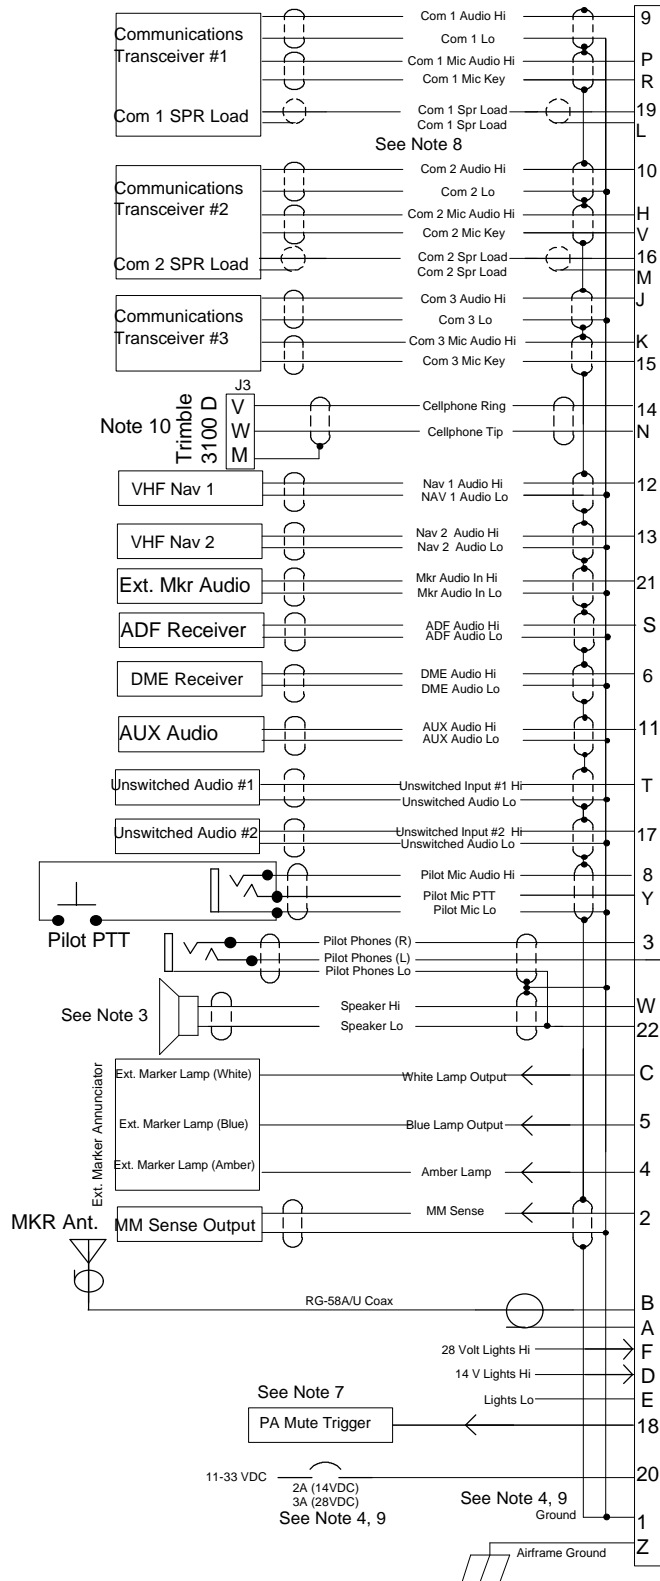 Com 1 Audio Hi 9
Communications
Transceiver #1
Com 1 Lo
Com 1 Mic Audio Hi P
Com 1 Mic Key R
Com 1 SPR Load
Com 1 Spr Load 19
Com 1 Spr Load L
See Note 8
Com 2 Audio Hi 10
Communications
Transceiver #2
Com 2 Lo
Com 2 Mic Audio Hi H
Com 2 Mic Key V
Com 2 SPR Load
Com 2 Spr Load 16
Com 2 Spr Load M
Com 3 Audio Hi J
Communications
Transceiver #3
Com 3 Lo
Com 3 Mic Audio Hi K
Com 3 Mic Key 15
J3
Note 10
Trimble
3100 D
V Cellphone Ring 14
W Cellphone Tip N
M
VHF Nav 1 Nav 1 Audio Hi 12
NAV 1 Audio Lo
VHF Nav 2 Nav 2 Audio Hi 13
Nav 2 Audio Lo
Ext. Mkr Audio Mkr Audio In Hi 21
Mkr Audio In Lo
ADF Receiver ADF Audio Hi S
ADF Audio Lo
DME Receiver DME Audio Hi 6
DME Audio Lo
AUX Audio AUX Audio Hi 11
AUX Audio Lo
Unswitched Audio #1 Unswitched Input #1 Hi T
Unswitched Audio Lo
Unswitched Audio #2 Unswitched Input #2 Hi 17
Unswitched Audio Lo
Pilot Mic Audio Hi 8
Pilot Mic PTT Y
Pilot Mic Lo
Pilot PTT
Pilot Phones (R) 3
Pilot Phones (L)
Pilot Phones Lo
See Note 3
Speaker Hi W
Speaker Lo 22
Ext. Marker Annunciator
Ext. Marker Lamp (White) White Lamp Output C
Ext. Marker Lamp (Blue) Blue Lamp Output 5
Ext. Marker Lamp (Amber) Amber Lamp 4
MM Sense Output MM Sense 2
MKR Ant.
RG-58A/U Coax B
A
28 Volt Lights Hi F
14 V Lights Hi D
Lights Lo E
See Note 7
PA Mute Trigger 18
11-33 VDC 20
2A (14VDC)
3A (28VDC)
See Note 4, 9
See Note 4, 9
Ground 1
Airframe Ground Z